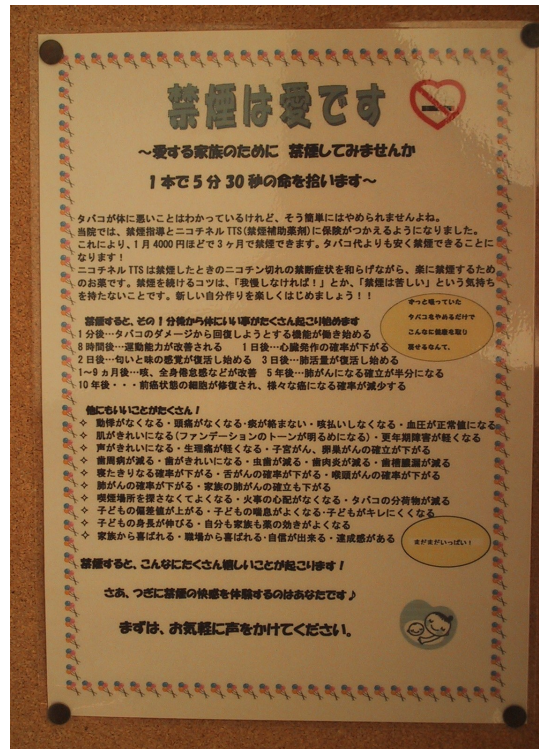 禁煙は愛です
～愛する家族のために 禁煙してみませんか
1本で5分30秒の命を拾います～
タバコが体に悪いことはわかっているけれど、そう簡単にはやめられませんよね。
当院では、禁煙指導とニコチネルTTS(禁煙補助薬剤)に保険がつかえるようになりました。
これにより、1月4000円ほどで3ヶ月で禁煙できます。タバコ代よりも安く禁煙できることに
なります！
ニコチネルTTSは禁煙したときのニコチン切れの禁断症状を和らげながら、楽に禁煙するため
のお薬です。禁煙を続けるコツは、「我慢しなければ！」とか、「禁煙は苦しい」という気持ち
を持たないことです。新しい自分作りを楽しくはじめましょう！！
ずっと吸っていた
タバコをやめるだけで
こんなに健康を取り
戻せるなんて。
禁煙すると、その1分後から体にいい事がたくさん起こり始めます
1分後…タバコのダメージから回復しようとする機能が働き始める
8時間後…運動能力が改善される 1日後…心臓発作の確率が下がる
2日後…匂いと味の感覚が復活し始める 3日後…肺活量が復活し始める
1～9ヵ月後…咳、全身倦怠感などが改善 5年後…肺がんになる確立が半分になる
10年後・・・前癌状態の細胞が修復され、様々な癌になる確率が減少する
他にもいいことがたくさん！
✧ 動悸がなくなる・頭痛がなくなる・痰が絡まない・咳払いしなくなる・血圧が正常値になる
✧ 肌がきれいになる(ファンデーションのトーンが明るめになる)・更年期障害が軽くなる
✧ 声がきれいになる・生理痛が軽くなる・子宮がん、卵巣がんの確立が下がる
✧ 歯周病が減る・歯がきれいになる・虫歯が減る・歯肉炎が減る・歯槽膿漏が減る
✧ 寝たきりなる確率が下がる・舌がんの確率が下がる・喉頭がんの確率が下がる
✧ 肺がんの確率が下がる・家族の肺がんの確立も下がる
✧ 喫煙場所を探さなくてよくなる・火事の心配がなくなる・タバコの分荷物が減る
✧ 子どもの偏差値が上がる・子どもの喘息がよくなる・子どもがキレにくくなる
✧ 子どもの身長が伸びる・自分も家族も薬の効きがよくなる
✧ 家族から喜ばれる・職場から喜ばれる・自信が出来る・達成感がある
まだまだいっぱい！
禁煙すると、こんなにたくさん嬉しいことが起こります！
さあ、つぎに禁煙の快感を体験するのはあなたです♪
まずは、お気軽に声をかけてください。